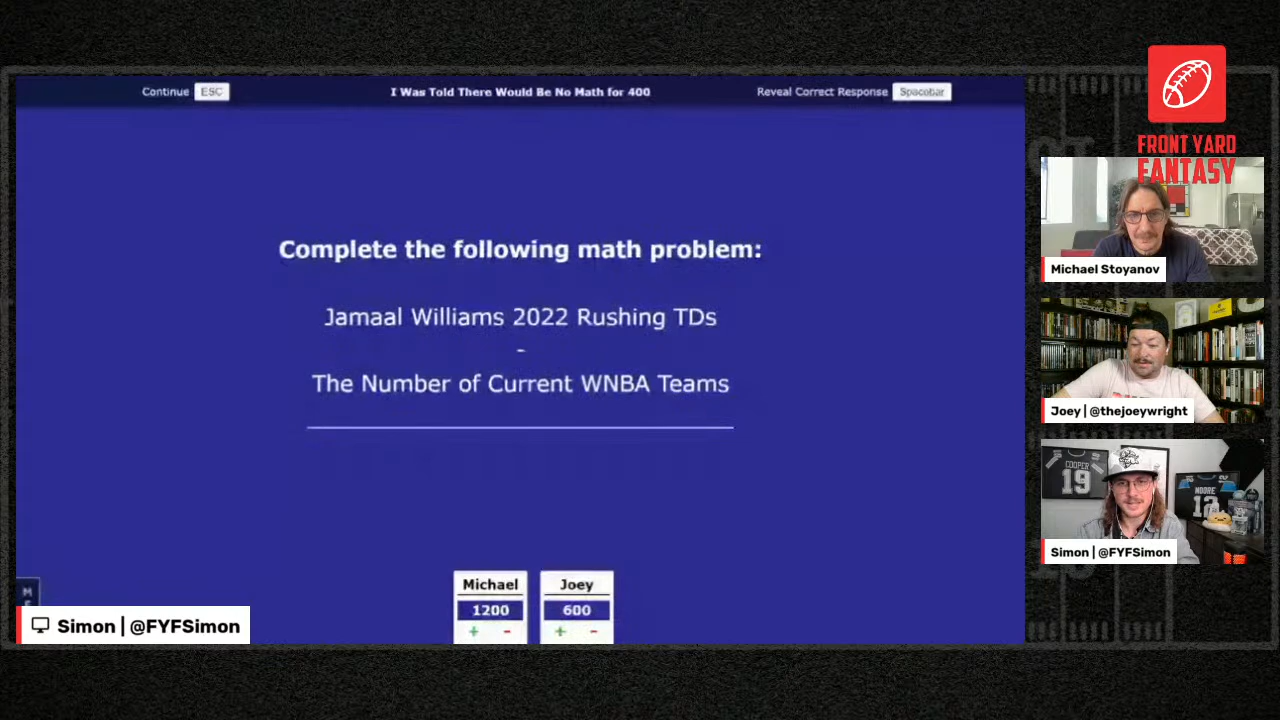 Continue ESC
I Was Told There Would Be No Math for 400
Reveal Correct Response Spacebar
Complete the following math problem:
Jamaal Williams 2022 Rushing TDs
-
The Number of Current WNBA Teams
Michael
1200
+ -
Joey
600
+ -
Simon | @FYFSimon
FRONT YARD
FANTASY
Michael Stoyanov
Joey | @thejoeywright
COOPER
19
MOORE
12
Simon | @FYFSimon